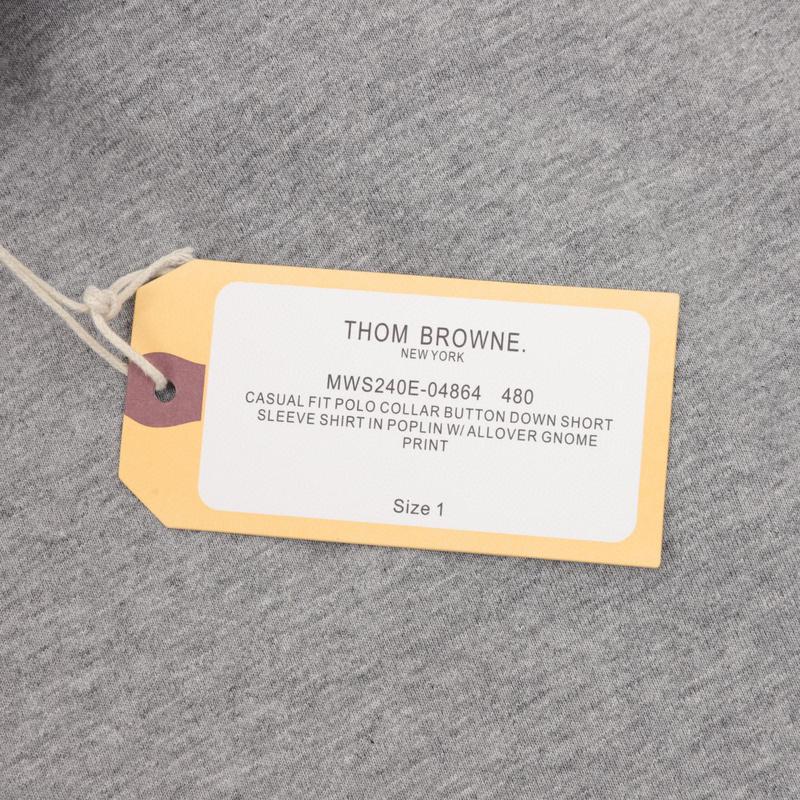 THOM BROWNE.
NEW YORK
MWS240E-04864 480
CASUAL FIT POLO COLLAR BUTTON DOWN SHORT
SLEEVE SHIRT IN POPLIN W/ ALLOVER GNOME
PRINT
Size 1